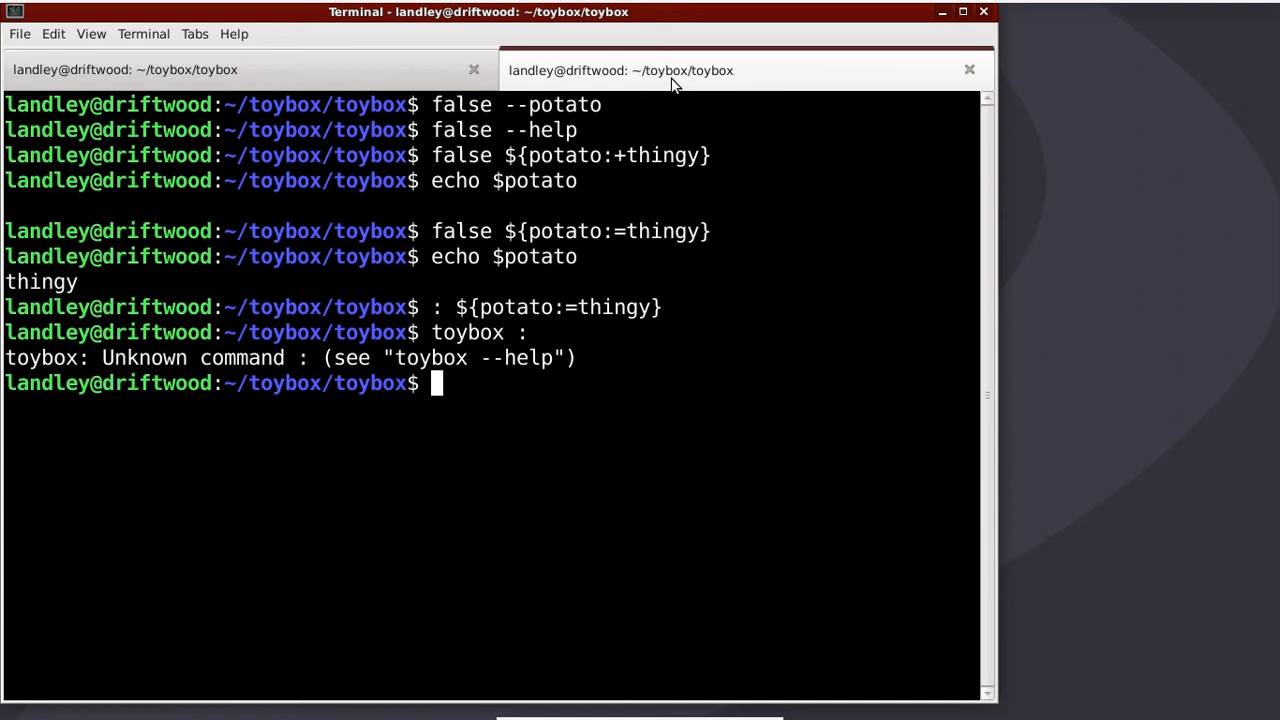 Terminal - landley@driftwood: ~/toybox/toybox
File Edit View Terminal Tabs Help
landley@driftwood: ~/toybox/toybox landley@driftwood: ~/toybox/toybox
landley@driftwood:~/toybox/toybox$ false --potato
landley@driftwood:~/toybox/toybox$ false --help
landley@driftwood:~/toybox/toybox$ false ${potato:+thingy}
landley@driftwood:~/toybox/toybox$ echo $potato

landley@driftwood:~/toybox/toybox$ false ${potato:=thingy}
landley@driftwood:~/toybox/toybox$ echo $potato
thingy
landley@driftwood:~/toybox/toybox$ : ${potato:=thingy}
landley@driftwood:~/toybox/toybox$ toybox :
toybox: Unknown command : (see "toybox --help")
landley@driftwood:~/toybox/toybox$